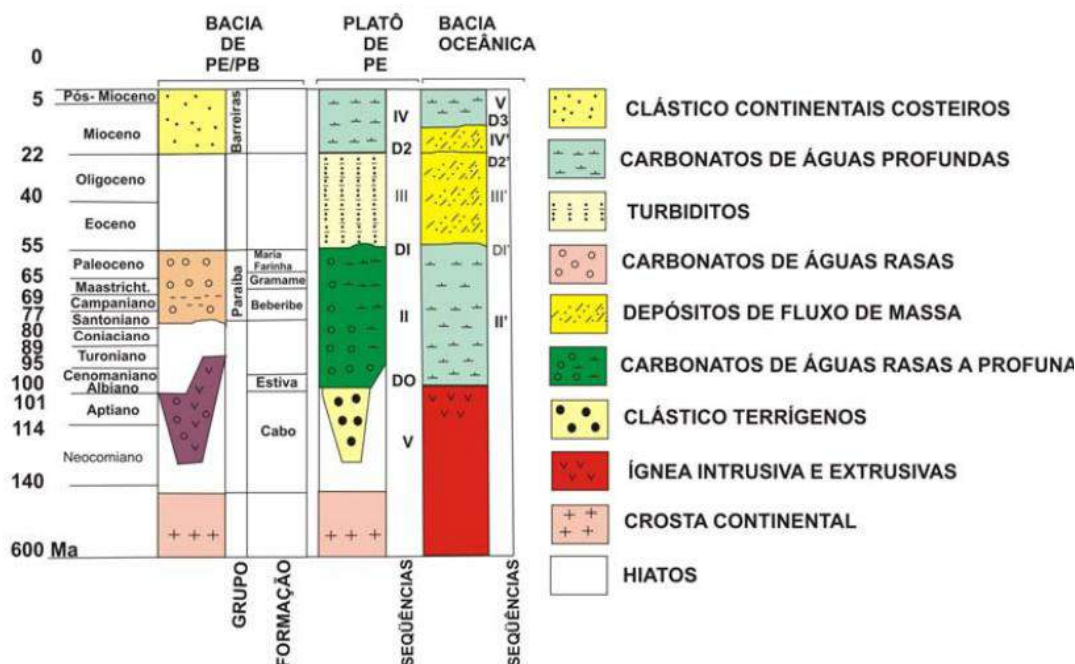 BACIA
DE
PE/PB
PLATÔ
DE
PE
BACIA
OCEÂNICA
0
5
22
40
55
65
69
77
80
89
95
100
101
114
140
600 Ma
Pós- Mioceno
Mioceno
Oligoceno
Eoceno
Paleoceno
Maastricht.
Campaniano
Santoniano
Coniaciano
Turoniano
Cenomaniano
Albiano
Aptiano
Neocomiano
Barreiras
Paraíba
Maria
Farinha
Gramame
Beberibe
Estiva
Cabo
IV
D2
III
DI
II
DO
V
V
D3
IV'
D2'
III'
DI'
II'
GRUPO
FORMAÇÃO
SEQÜÊNCIAS
SEQÜÊNCIAS
CLÁSTICO CONTINENTAIS COSTEIROS
CARBONATOS DE ÁGUAS PROFUNDAS
TURBIDITOS
CARBONATOS DE ÁGUAS RASAS
DEPÓSITOS DE FLUXO DE MASSA
CARBONATOS DE ÁGUAS RASAS A PROFUNA
CLÁSTICO TERRÍGENOS
ÍGNEA INTRUSIVA E EXTRUSIVAS
CROSTA CONTINENTAL
HIATOS